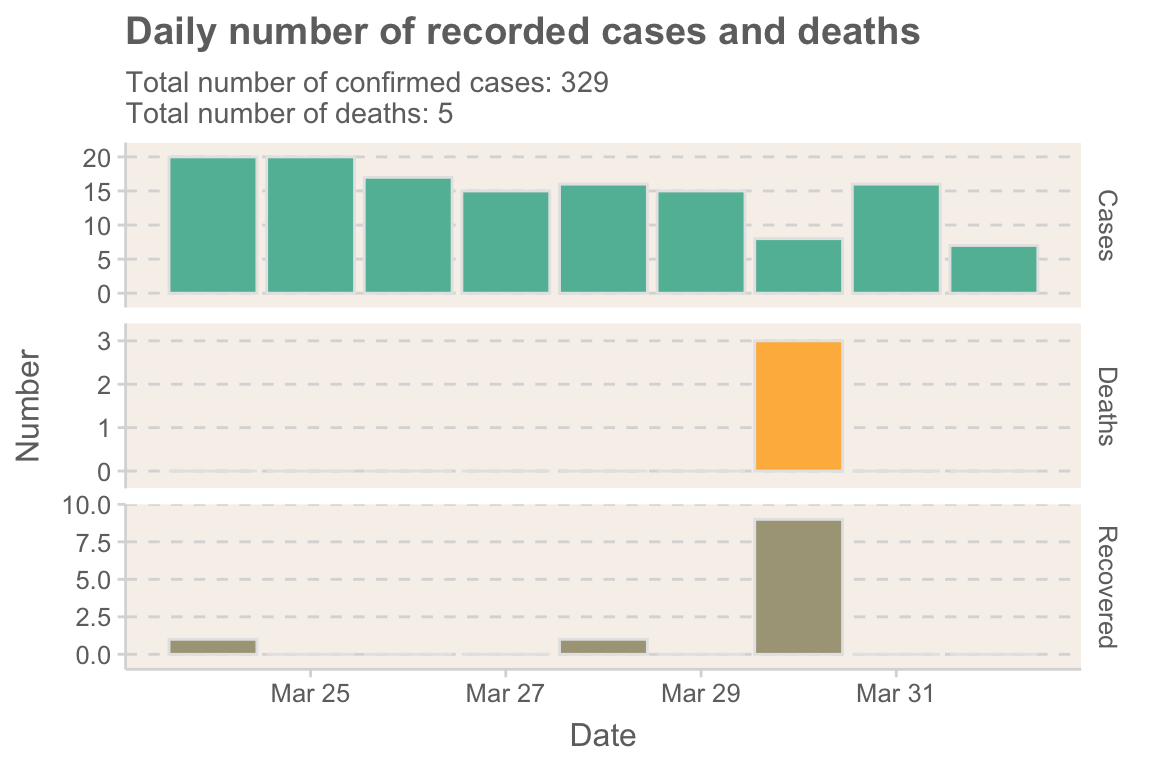 Daily number of recorded cases and deaths
Total number of confirmed cases: 329
Total number of deaths: 5
20
15
10
5
0
Cases
3
2
1
0
Deaths
Number
10.0
7.5
5.0
2.5
0.0
Recovered
Mar 25
Mar 27
Mar 29
Mar 31
Date